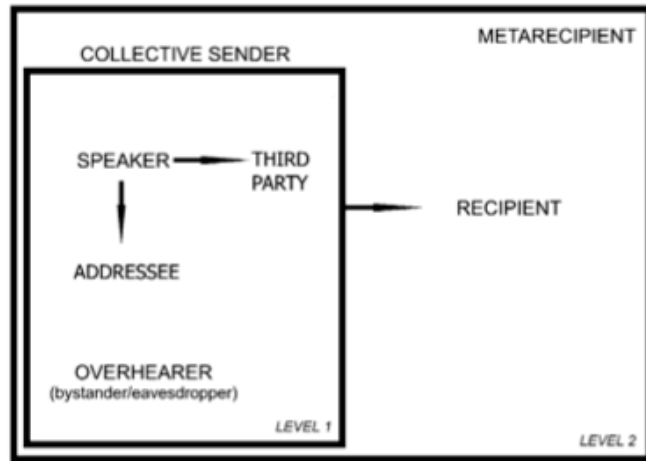 METARECIPIENT
COLLECTIVE SENDER
SPEAKER THIRD
PARTY
RECIPIENT
ADDRESSEE
OVERHEARER
(bystander/eavesdropper)
LEVEL 1
LEVEL 2